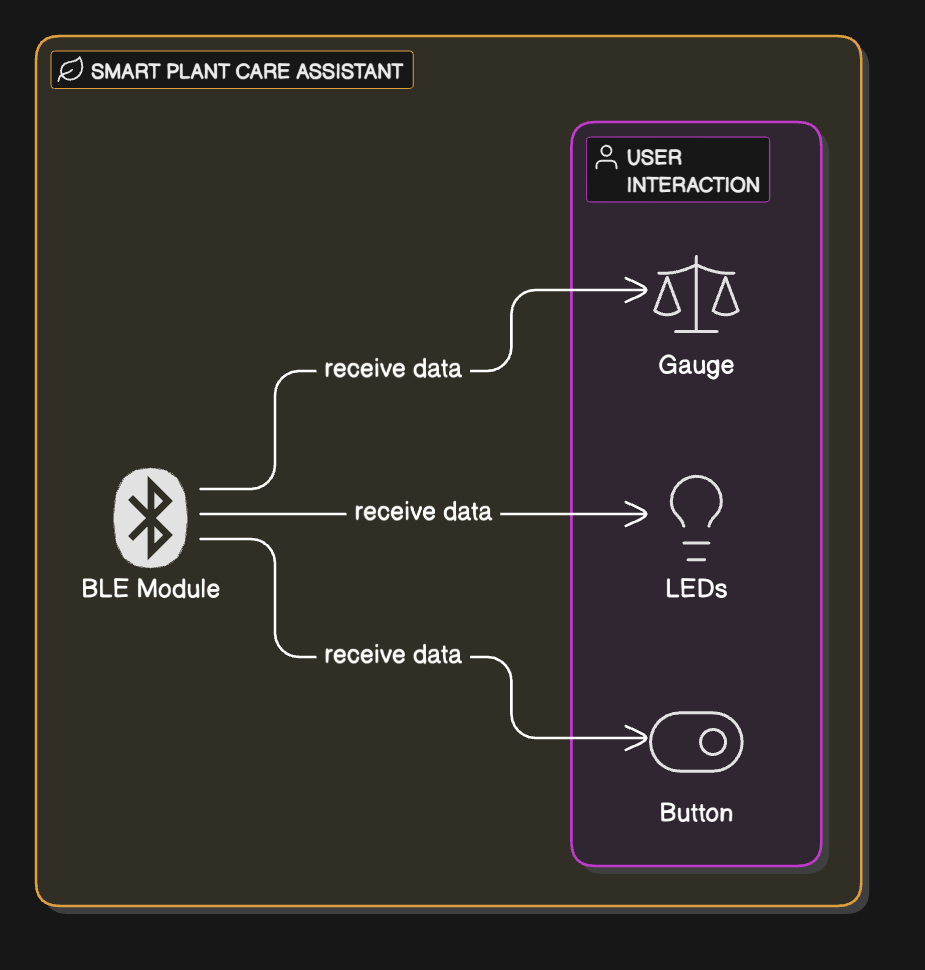 SMART PLANT CARE ASSISTANT
USER
INTERACTION
receive data
Gauge
receive data
BLE Module
LEDs
receive data
Button